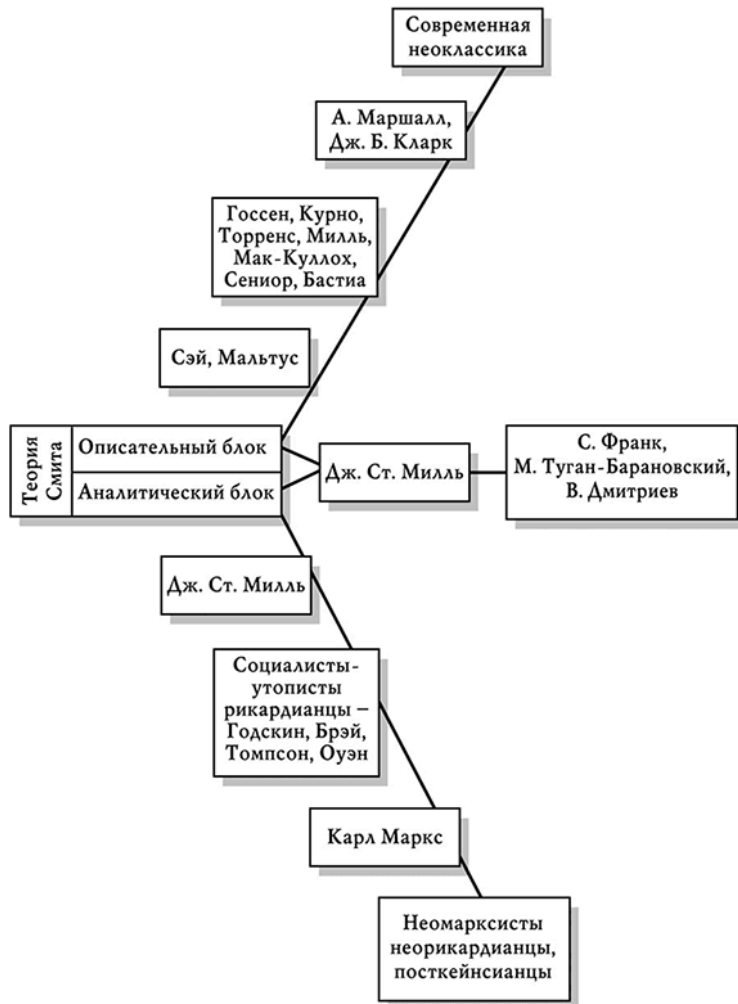 Современная
неоклассика
А. Маршалл,
Дж. Б. Кларк
Госсен, Курно,
Торренс, Милль,
Мак-Куллох,
Сениор, Бастиа
Сэй, Мальтус
Теория
Смита
Описательный блок
Аналитический блок
Дж. Ст. Милль
С. Франк,
М. Туган-Барановский,
В. Дмитриев
Дж. Ст. Милль
Социалисты-
утописты
рикардианцы –
Годскин, Брэй,
Томпсон, Оуэн
Карл Маркс
Неомарксисты
неорикардианцы,
посткейнсианцы